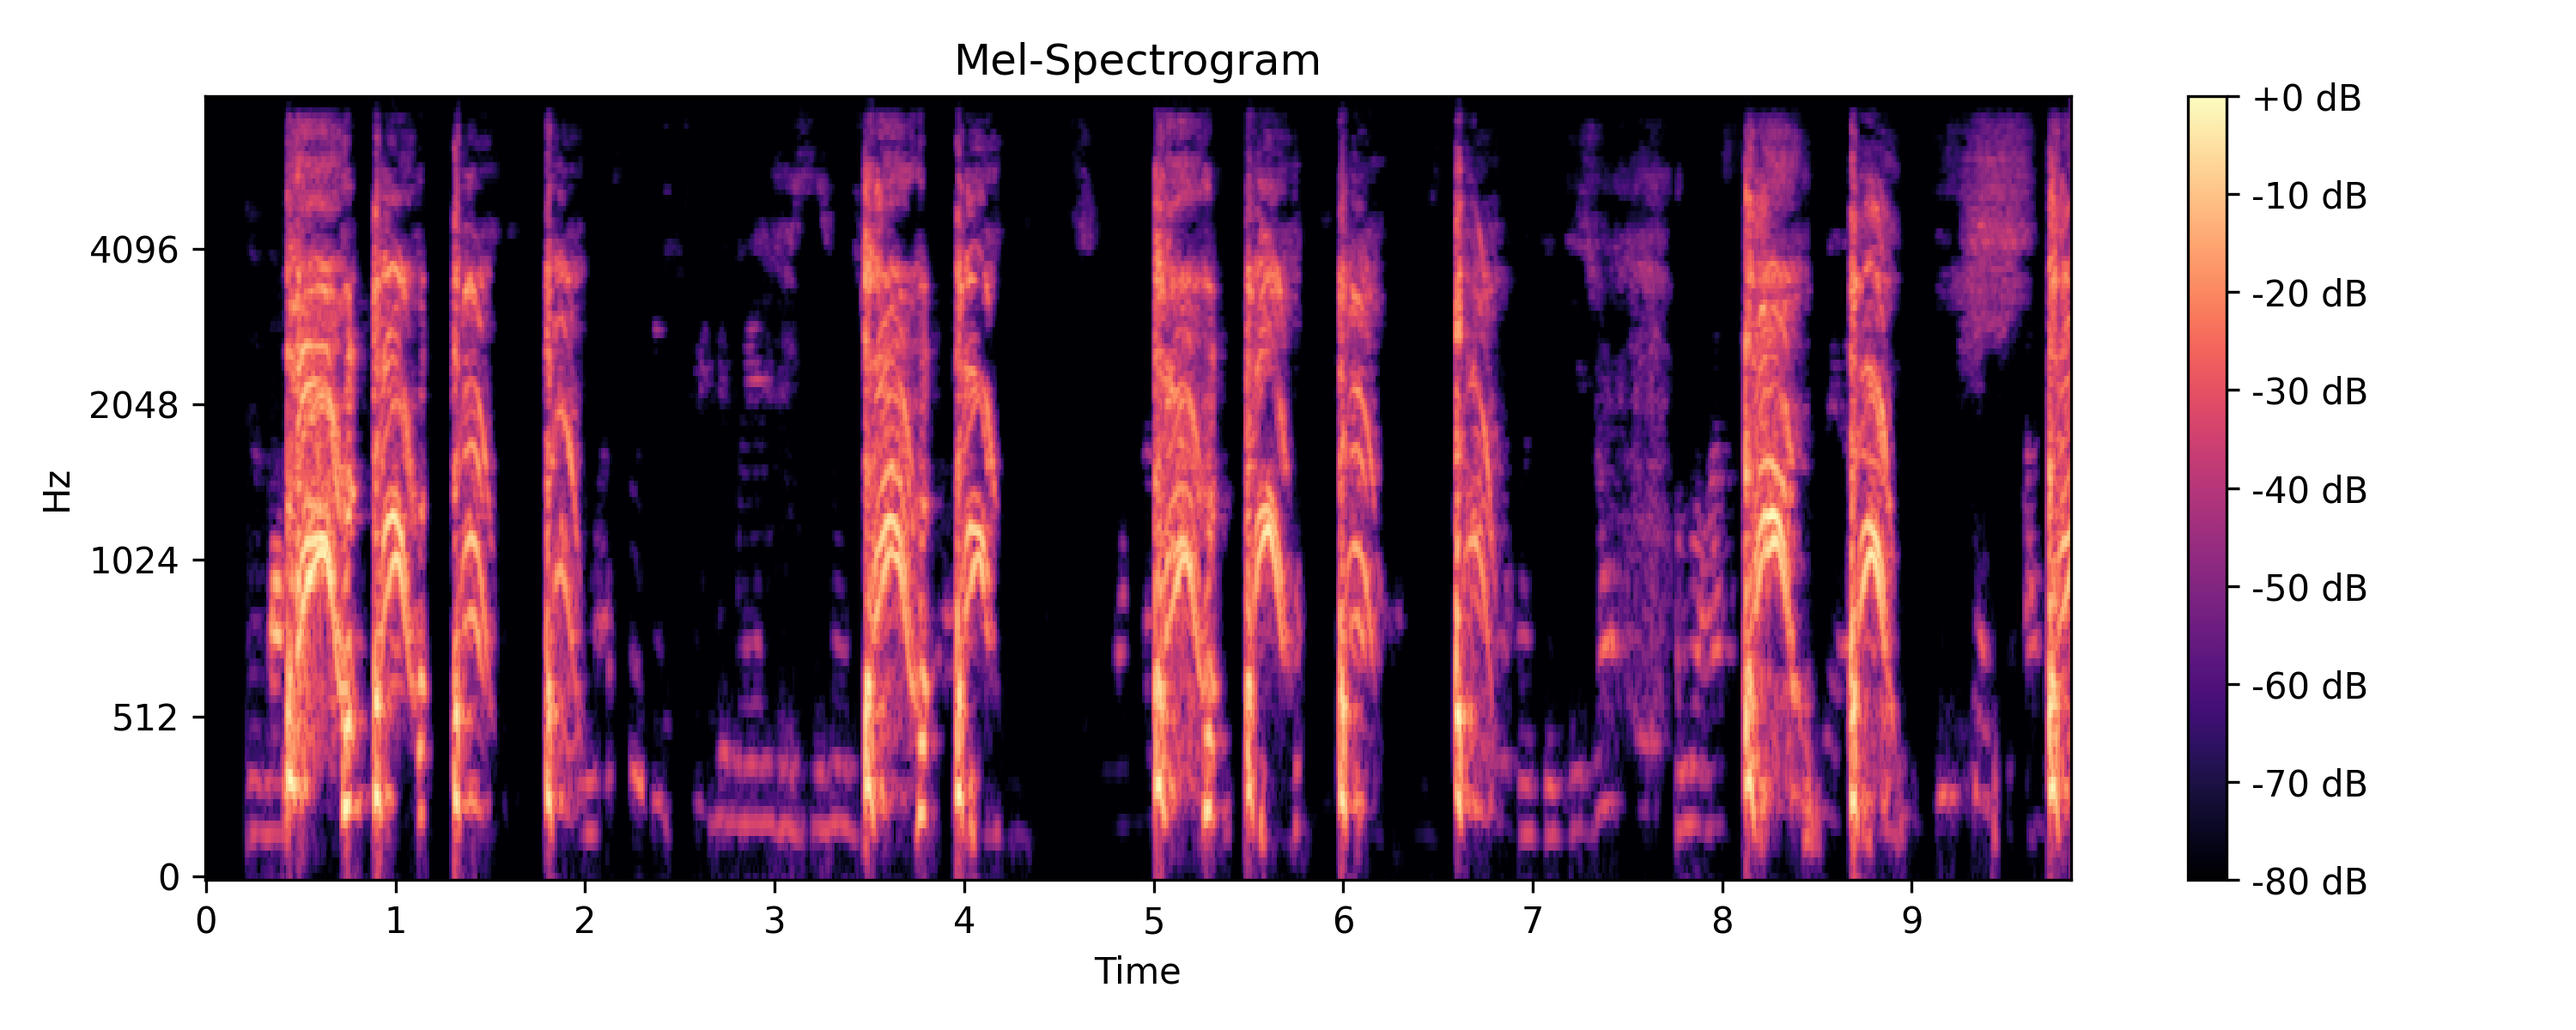 Mel-Spectrogram
+0 dB
-10 dB
-20 dB
-30 dB
-40 dB
-50 dB
-60 dB
-70 dB
-80 dB
Hz
4096
2048
1024
512
0
0 1 2 3 4 5 6 7 8 9
Time